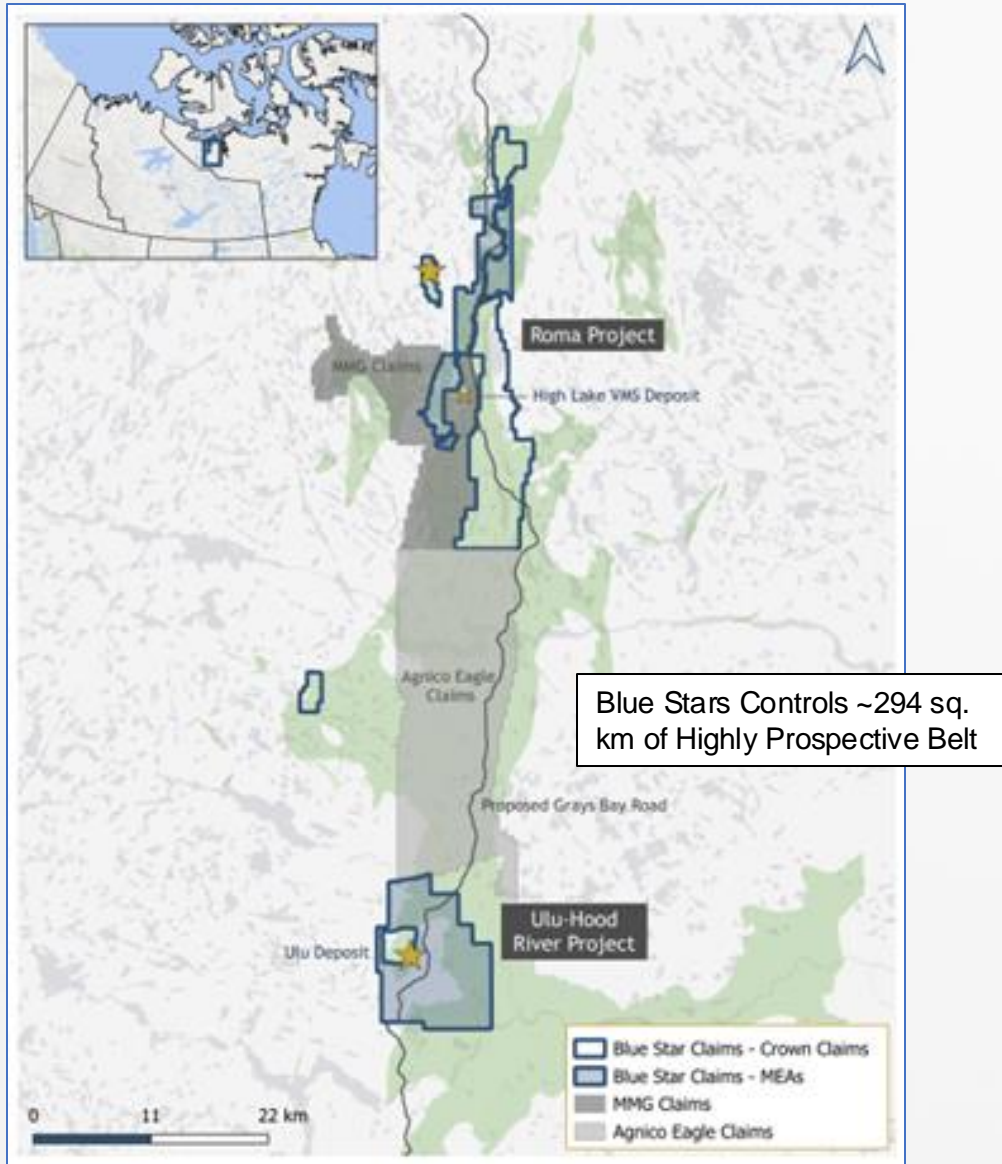 Roma Project
MMG Claims
High Lake VMS Deposit
Agnico Eagle
Claims
Blue Stars Controls ~294 sq.
km of Highly Prospective Belt
Proposed Grays Bay Road
Ulu-Hood
River Project
Ulu Deposit
Blue Star Claims - Crown Claims
Blue Star Claims - MEAs
MMG Claims
Agnico Eagle Claims
0 11 22 km